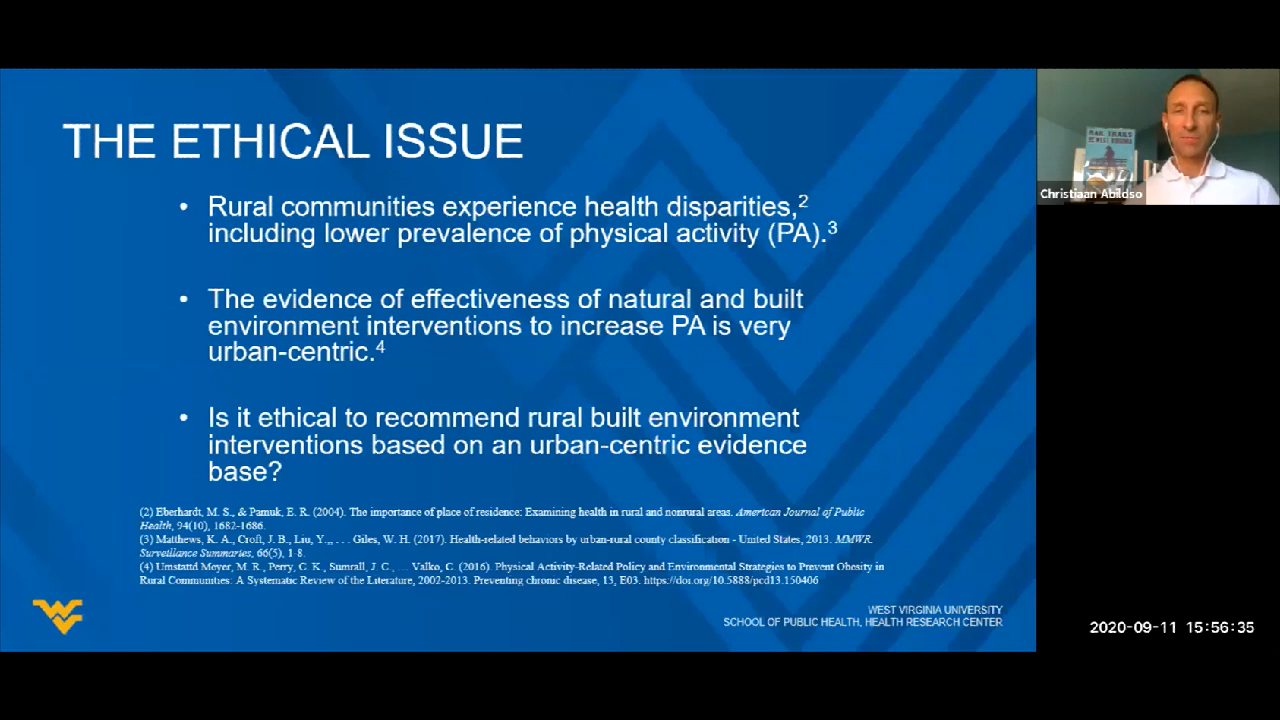 THE ETHICAL ISSUE
• Rural communities experience health disparities,2
including lower prevalence of physical activity (PA).3
• The evidence of effectiveness of natural and built
environment interventions to increase PA is very
urban-centric.4
• Is it ethical to recommend rural built environment
interventions based on an urban-centric evidence
base?
(2) Eberhardt, M. S., & Pamuk, E. R. (2004). The importance of place of residence: Examining health in rural and nonrural areas. American Journal of Public
Health, 94(10), 1682-1686.
(3) Matthews, K. A., Croft, J. B., Liu, Y.,, . . . Giles, W. H. (2017). Health-related behaviors by urban-rural county classification - United States, 2013. MMWR.
Surveillance Summaries, 66(5), 1-8.
(4) Umstattd Meyer, M. R., Perry, C. K., Sumrall, J. C., ... Valko, C. (2016). Physical Activity-Related Policy and Environmental Strategies to Prevent Obesity in
Rural Communities: A Systematic Review of the Literature, 2002-2013. Preventing chronic disease, 13, E03. https://doi.org/10.5888/pcd13.150406
WEST VIRGINIA UNIVERSITY
SCHOOL OF PUBLIC HEALTH, HEALTH RESEARCH CENTER
RAIL TRAILS
Christiaan Abildso
2020-09-11 15:56:35